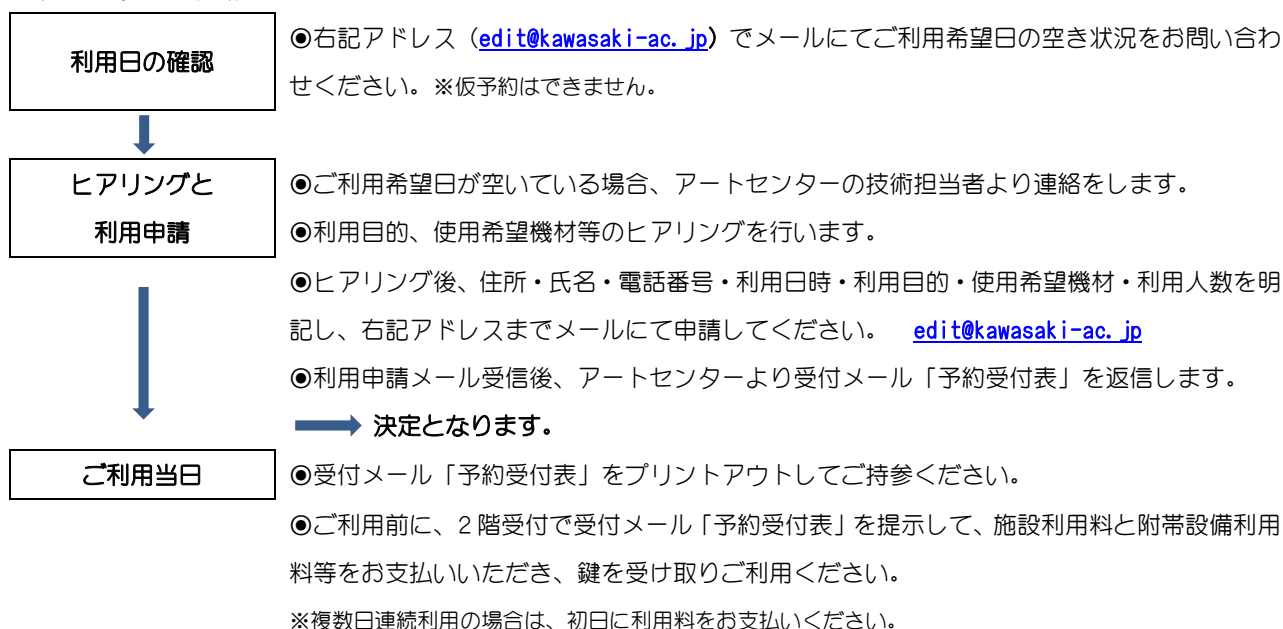 利用日の確認
◉右記アドレス（edit@kawasaki-ac.jp）でメールにてご利用希望日の空き状況をお問い合わ
せください。※仮予約はできません。
ヒアリングと
利用申請
◉ご利用希望日が空いている場合、アートセンターの技術担当者より連絡をします。
◉利用目的、使用希望機材等のヒアリングを行います。
◉ヒアリング後、住所・氏名・電話番号・利用日時・利用目的・使用希望機材・利用人数を明
記し、右記アドレスまでメールにて申請してください。　edit@kawasaki-ac.jp
◉利用申請メール受信後、アートセンターより受付メール「予約受付表」を返信します。
決定となります。
ご利用当日
◉受付メール「予約受付表」をプリントアウトしてご持参ください。
◉ご利用前に、2階受付で受付メール「予約受付表」を提示して、施設利用料と附帯設備利用
料等をお支払いいただき、鍵を受け取りご利用ください。
※複数日連続利用の場合は、初日に利用料をお支払いください。